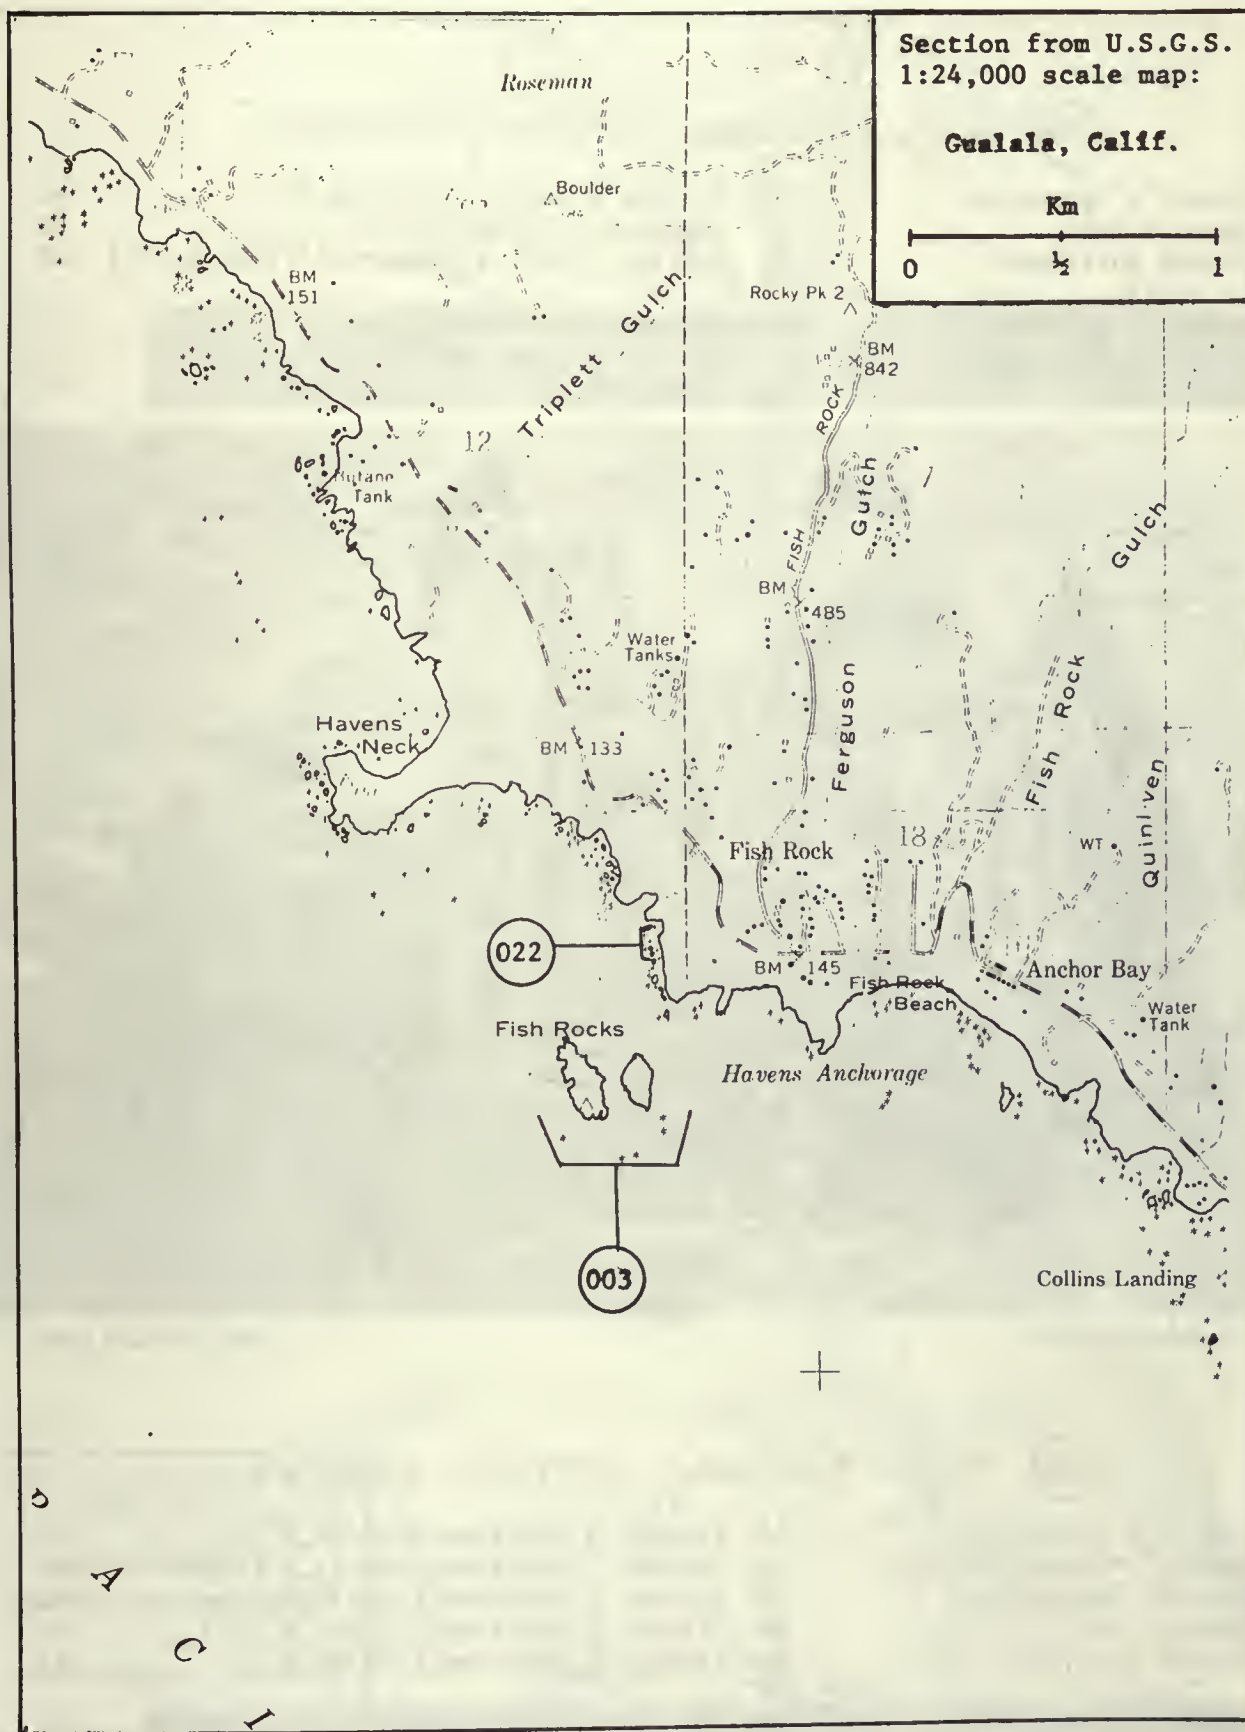 Section from U.S.G.S.
1:24,000 scale map:
Gualala, Calif.
Km
0 ½ 1
Roseman
Boulder
BM
151
Rocky Pk 2
BM
842
Triplett Gulch
FISH ROCK
12
Butane
Tank
Gulch
Gulch
BM
485
Water
Tanks
Ferguson
Fish Rock
Havens
Neck
BM 133
Quinliven
Fish Rock
18
WT
022
BM 145
Fish Rock
Beach
Anchor Bay
Water
Tank
Fish Rocks
Havens Anchorage
003
Collins Landing
P A C I